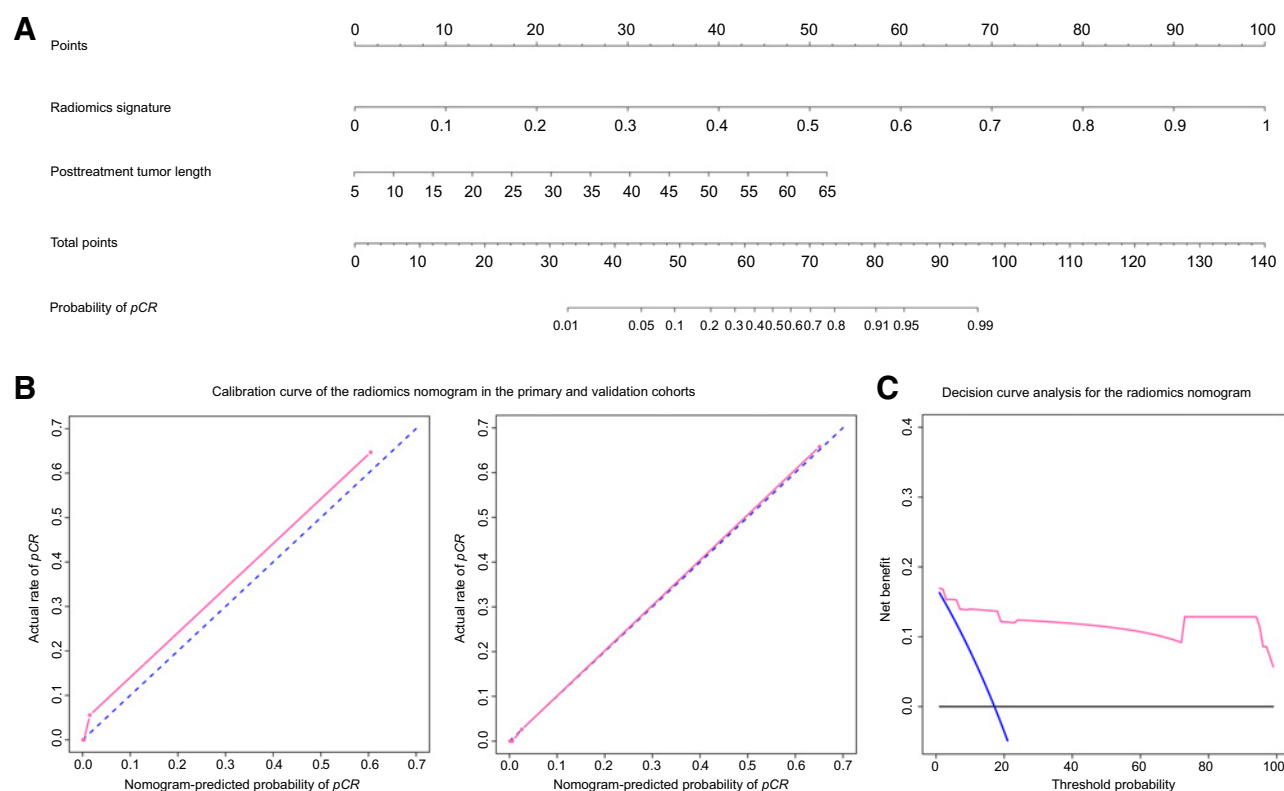 A
Points
0 10 20 30 40 50 60 70 80 90 100
Radiomics signature
0 0.1 0.2 0.3 0.4 0.5 0.6 0.7 0.8 0.9 1
Posttreatment tumor length
5 10 15 20 25 30 35 40 45 50 55 60 65
Total points
0 10 20 30 40 50 60 70 80 90 100 110 120 130 140
Probability of pCR
0.01 0.05 0.1 0.2 0.3 0.4 0.5 0.6 0.7 0.8 0.91 0.95 0.99
B
Calibration curve of the radiomics nomogram in the primary and validation cohorts
Actual rate of pCR
0.7
0.6
0.5
0.4
0.3
0.2
0.1
0.0
0.0 0.1 0.2 0.3 0.4 0.5 0.6 0.7
Nomogram-predicted probability of pCR
Actual rate of pCR
0.7
0.6
0.5
0.4
0.3
0.2
0.1
0.0
0.0 0.1 0.2 0.3 0.4 0.5 0.6 0.7
Nomogram-predicted probability of pCR
C
Decision curve analysis for the radiomics nomogram
Net benefit
0.4
0.3
0.2
0.1
0.0
0 20 40 60 80 100
Threshold probability